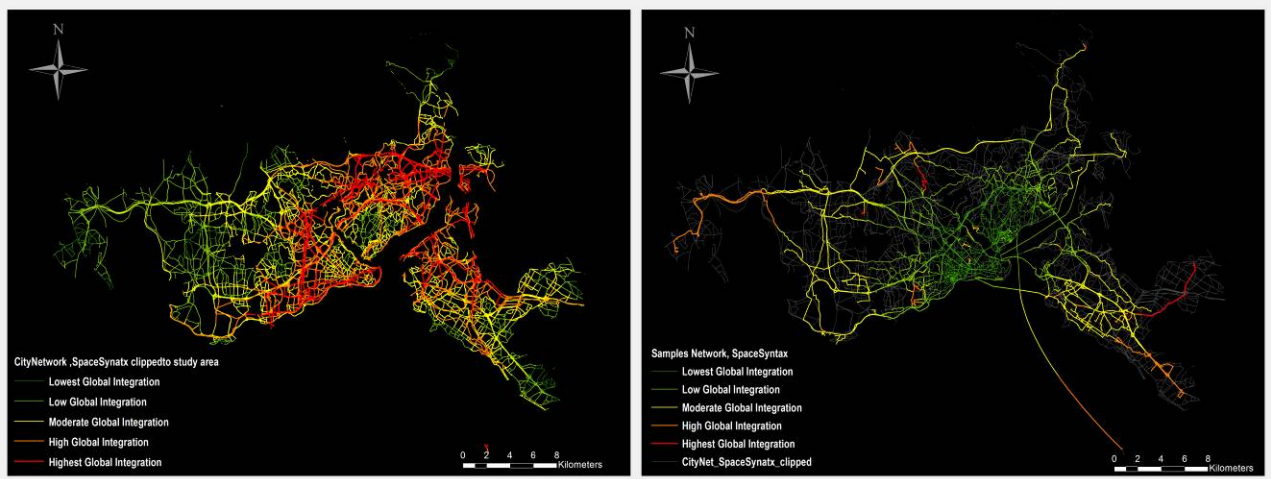 N
CityNetwork ,SpaceSynatx clippedto study area
Lowest Global Integration
Low Global Integration
Moderate Global Integration
High Global Integration
Highest Global Integration
0 2 4 6 8
Kilometers
N
Samples Network, SpaceSyntax
Lowest Global Integration
Low Global Integration
Moderate Global Integration
High Global Integration
Highest Global Integration
CityNet_SpaceSynatx_clipped
0 2 4 6 8
Kilometers